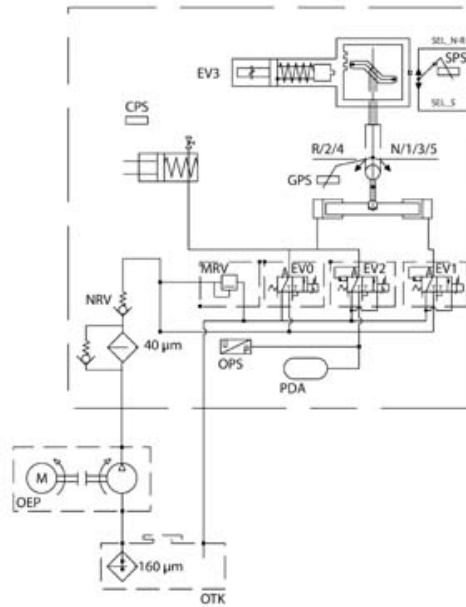 SEL_N-R
SPS
EV3
SEL_S
CPS
R/2/4
N/1/3/5
GPS
MRV
EV0
EV2
EV1
NRV
40 µm
OPS
PDA
M
OEP
160 µm
OTK